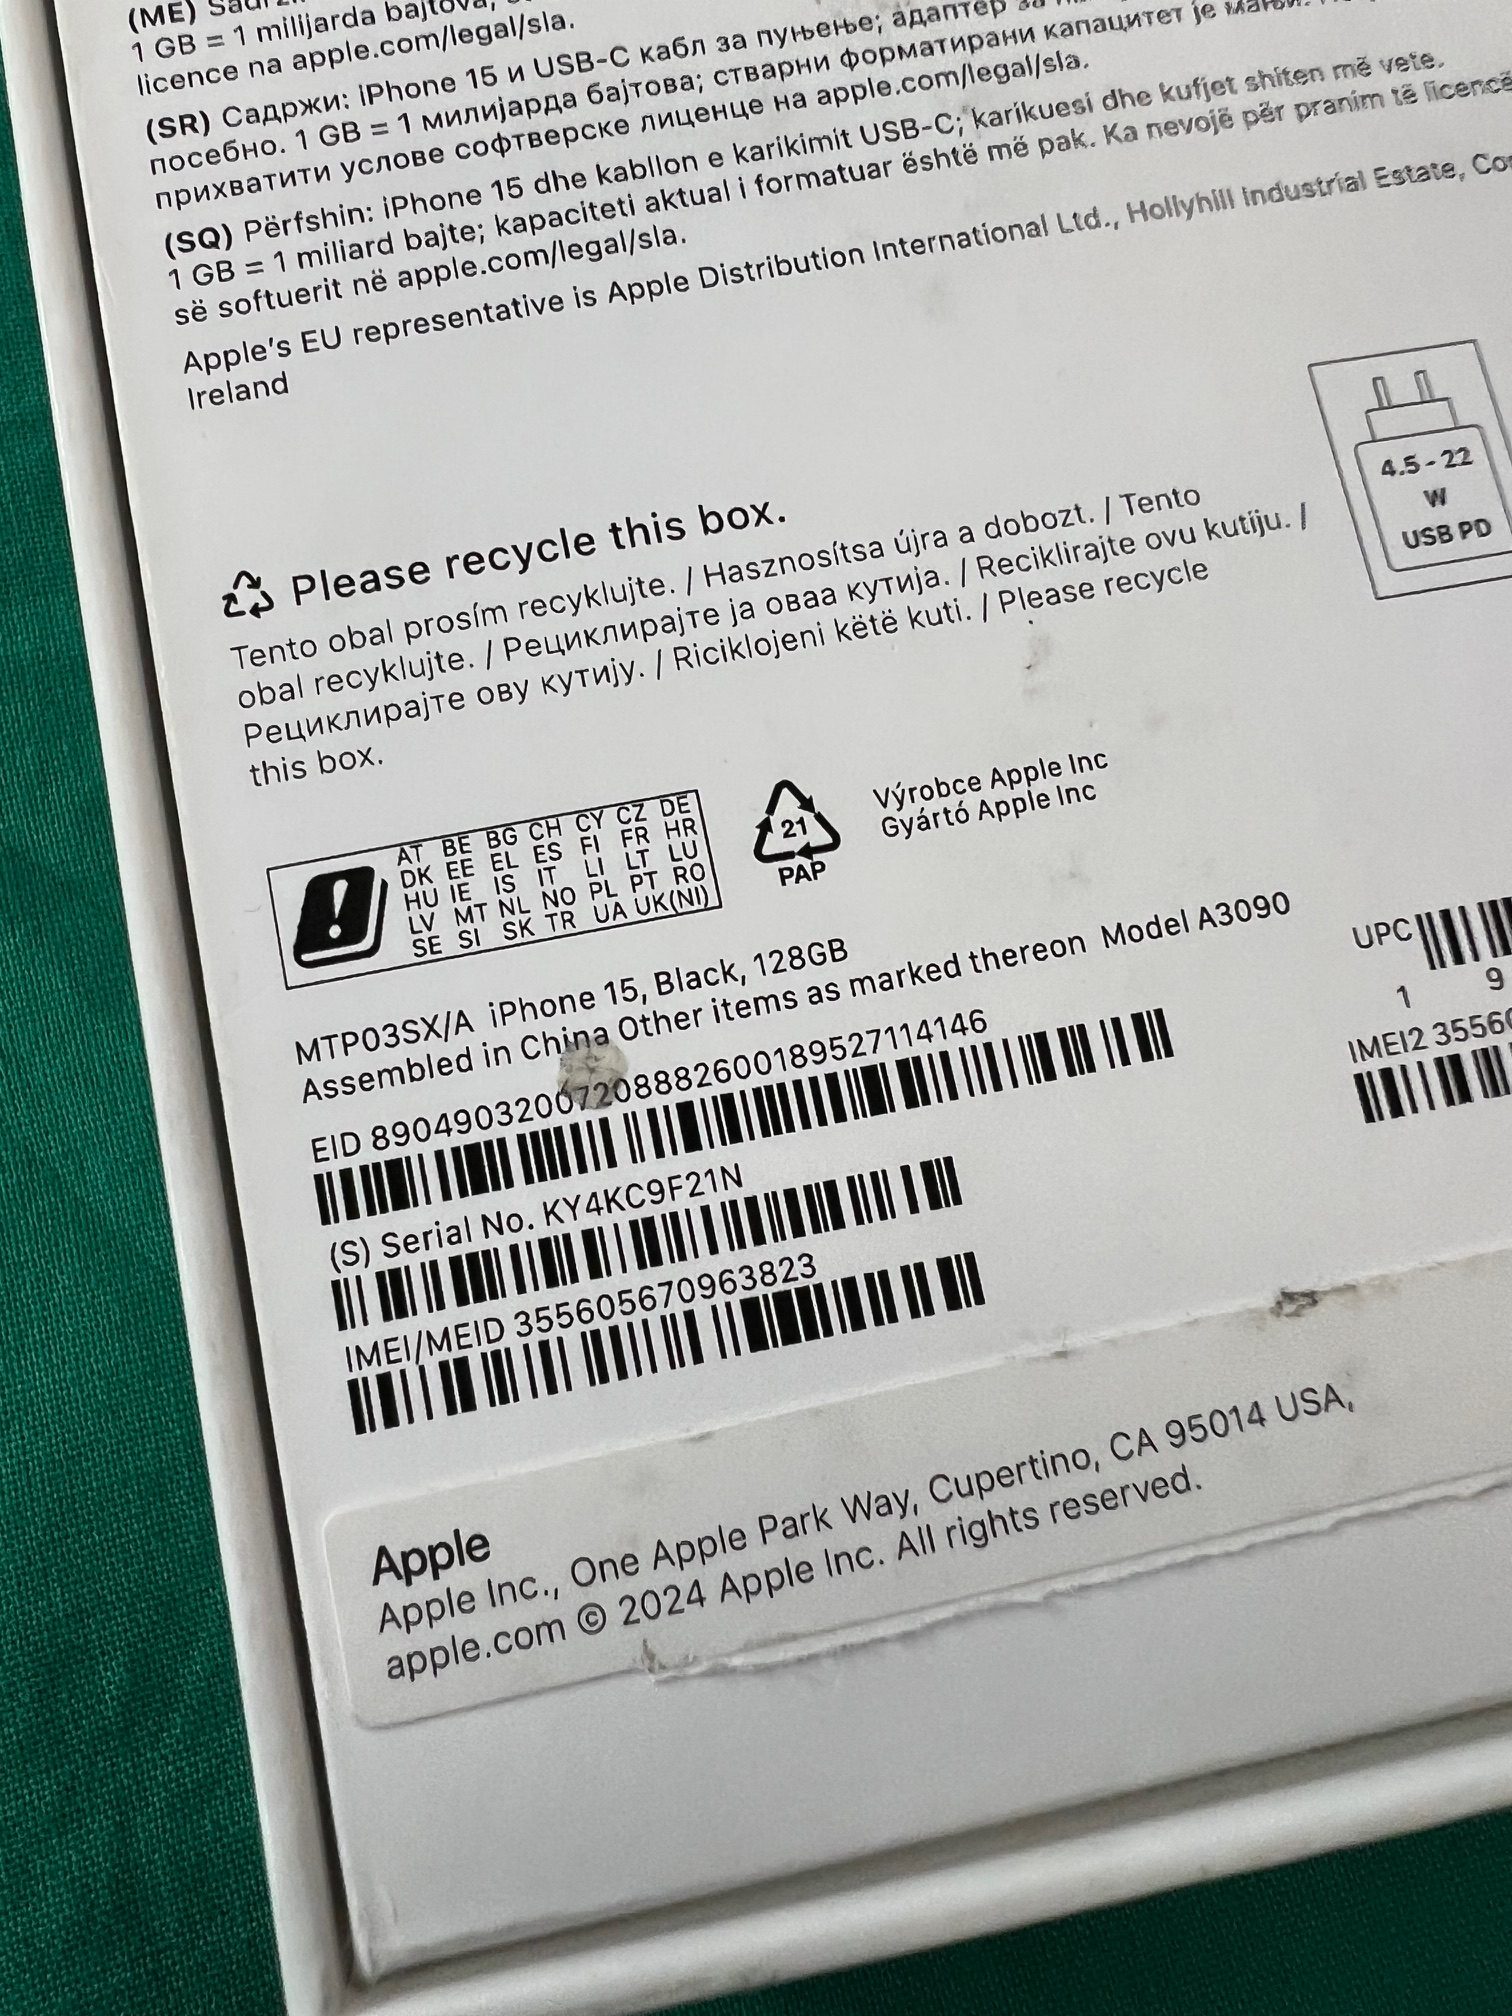 (ME)
1 GB = 1 milijarda bajtova;
licence na apple.com/legal/sla.
(SR) Садржи: iPhone 15 и USB-C кабл за пуњење; адаптер
посебно. 1 GB = 1 милијарда бајтова; стварни форматирани капацитет је мањи.
прихватити услове софтверске лиценце на apple.com/legal/sla.
(SQ) Përfshin: iPhone 15 dhe kabllon e karikimit USB-C; karikuesi dhe kufjet shiten më vete.
1 GB = 1 miliard bajte; kapaciteti aktual i formatuar është më pak. Ka nevojë për pranim të licencë
së softuerit në apple.com/legal/sla.
Apple's EU representative is Apple Distribution International Ltd., Hollyhill Industrial Estate,
Ireland
4.5 - 22
W
USB PD
Please recycle this box.
Tento obal prosím recyklujte. / Hasznosítsa újra a dobozt. / Tento
obal recyklujte. / Рециклирајте ја оваа кутија. / Reciklirajte ovu kutiju. /
Рециклирајте ову кутију. / Riciklojeni këtë kuti. / Please recycle
this box.
AT BE BG CH CY CZ DE
DK EE EL ES FI FR HR
HU IE IS IT LI LT LU
LV MT NL NO PL PT RO
SE SI SK TR UA UK(NI)
21
PAP
Výrobce Apple Inc
Gyártó Apple Inc
MTP03SX/A iPhone 15, Black, 128GB
Assembled in China Other items as marked thereon Model A3090
EID 89049032007208882600189527114146
(S) Serial No. KY4KC9F21N
IMEI/MEID 355605670963823
UPC
1 9
IMEI2 35560
Apple
Apple Inc., One Apple Park Way, Cupertino, CA 95014 USA,
apple.com © 2024 Apple Inc. All rights reserved.